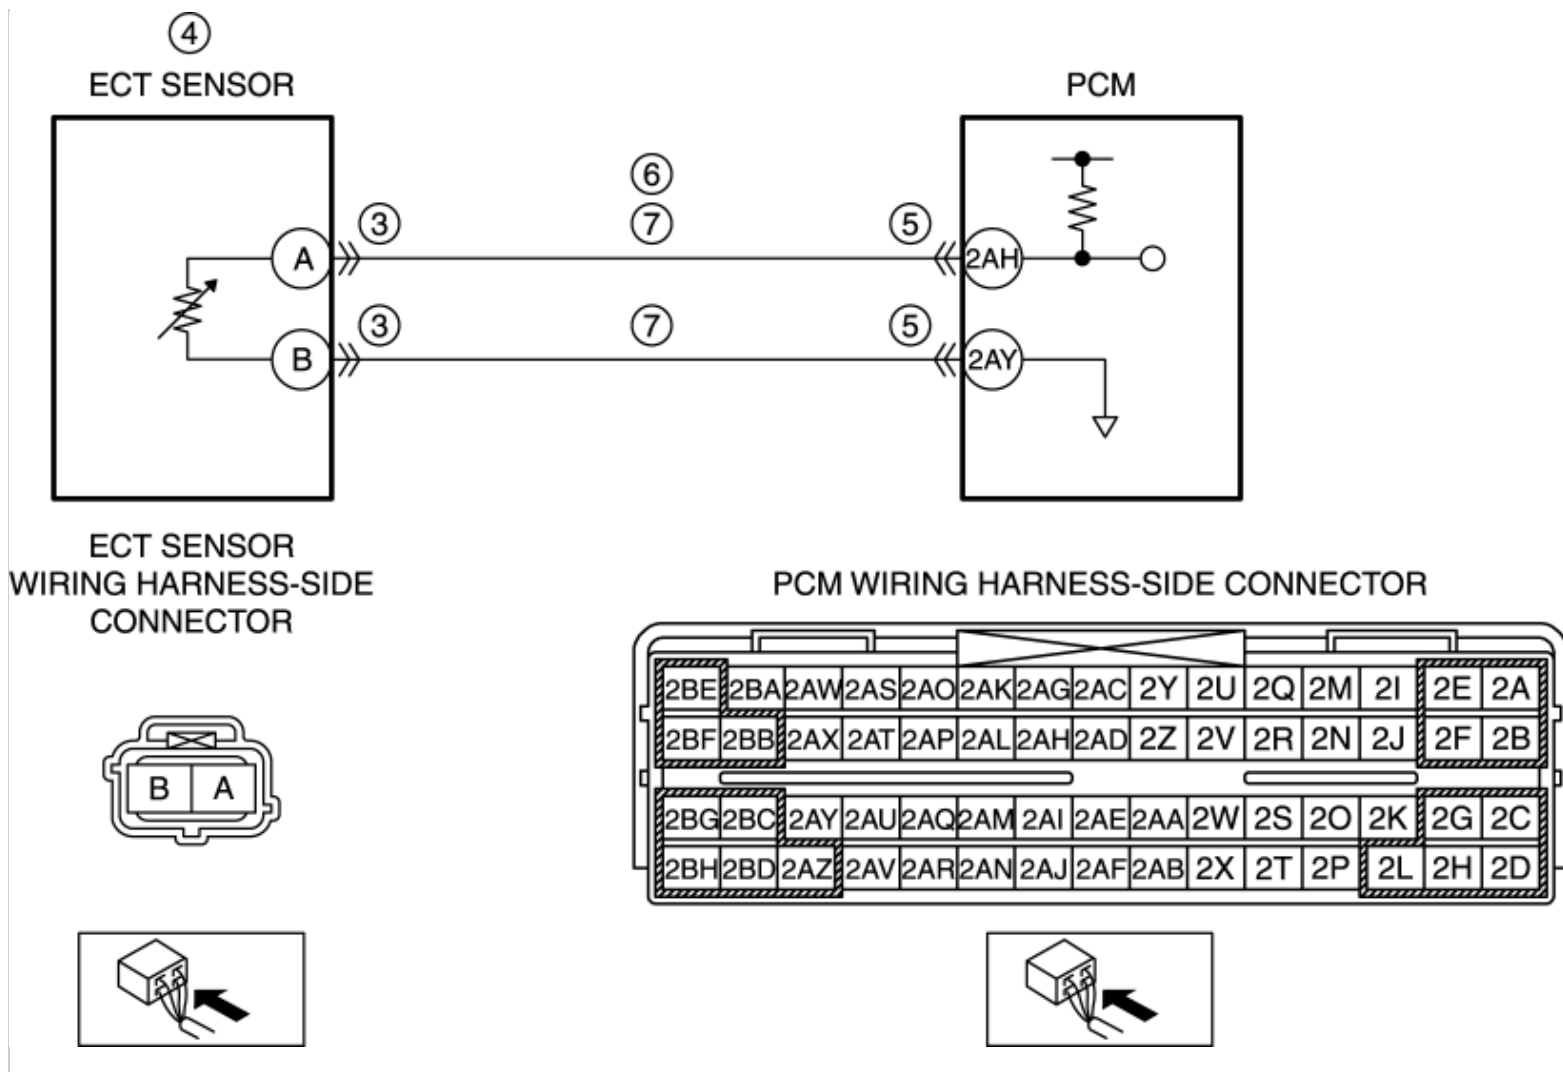 ④
ECT SENSOR
PCM
⑥
③ ⑦ ⑤
A 2AH
③ ⑦ ⑤
B 2AY
ECT SENSOR
WIRING HARNESS-SIDE
CONNECTOR
PCM WIRING HARNESS-SIDE CONNECTOR
B A
2BE 2BA 2AW 2AS 2AO 2AK 2AG 2AC 2Y 2U 2Q 2M 2I 2E 2A
2BF 2BB 2AX 2AT 2AP 2AL 2AH 2AD 2Z 2V 2R 2N 2J 2F 2B
2BG 2BC 2AY 2AU 2AQ 2AM 2AI 2AE 2AA 2W 2S 2O 2K 2G 2C
2BH 2BD 2AZ 2AV 2AR 2AN 2AJ 2AF 2AB 2X 2T 2P 2L 2H 2D